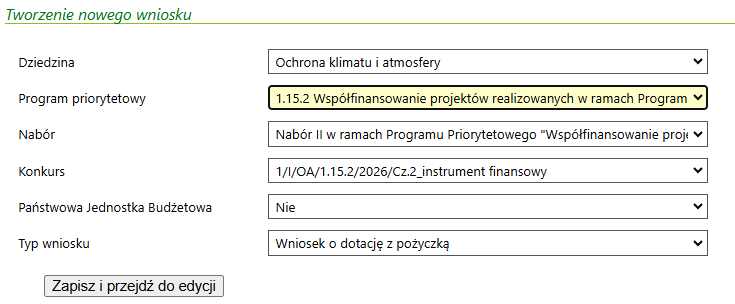 Tworzenie nowego wniosku
Dziedzina Ochrona klimatu i atmosfery
Program priorytetowy 1.15.2 Współfinansowanie projektów realizowanych w ramach Program
Nabór Nabór II w ramach Programu Priorytetowego "Współfinansowanie proje
Konkurs 1/I/OA/1.15.2/2026/Cz.2_instrument finansowy
Państwowa Jednostka Budżetowa Nie
Typ wniosku Wniosek o dotację z pożyczką
Zapisz i przejdź do edycji